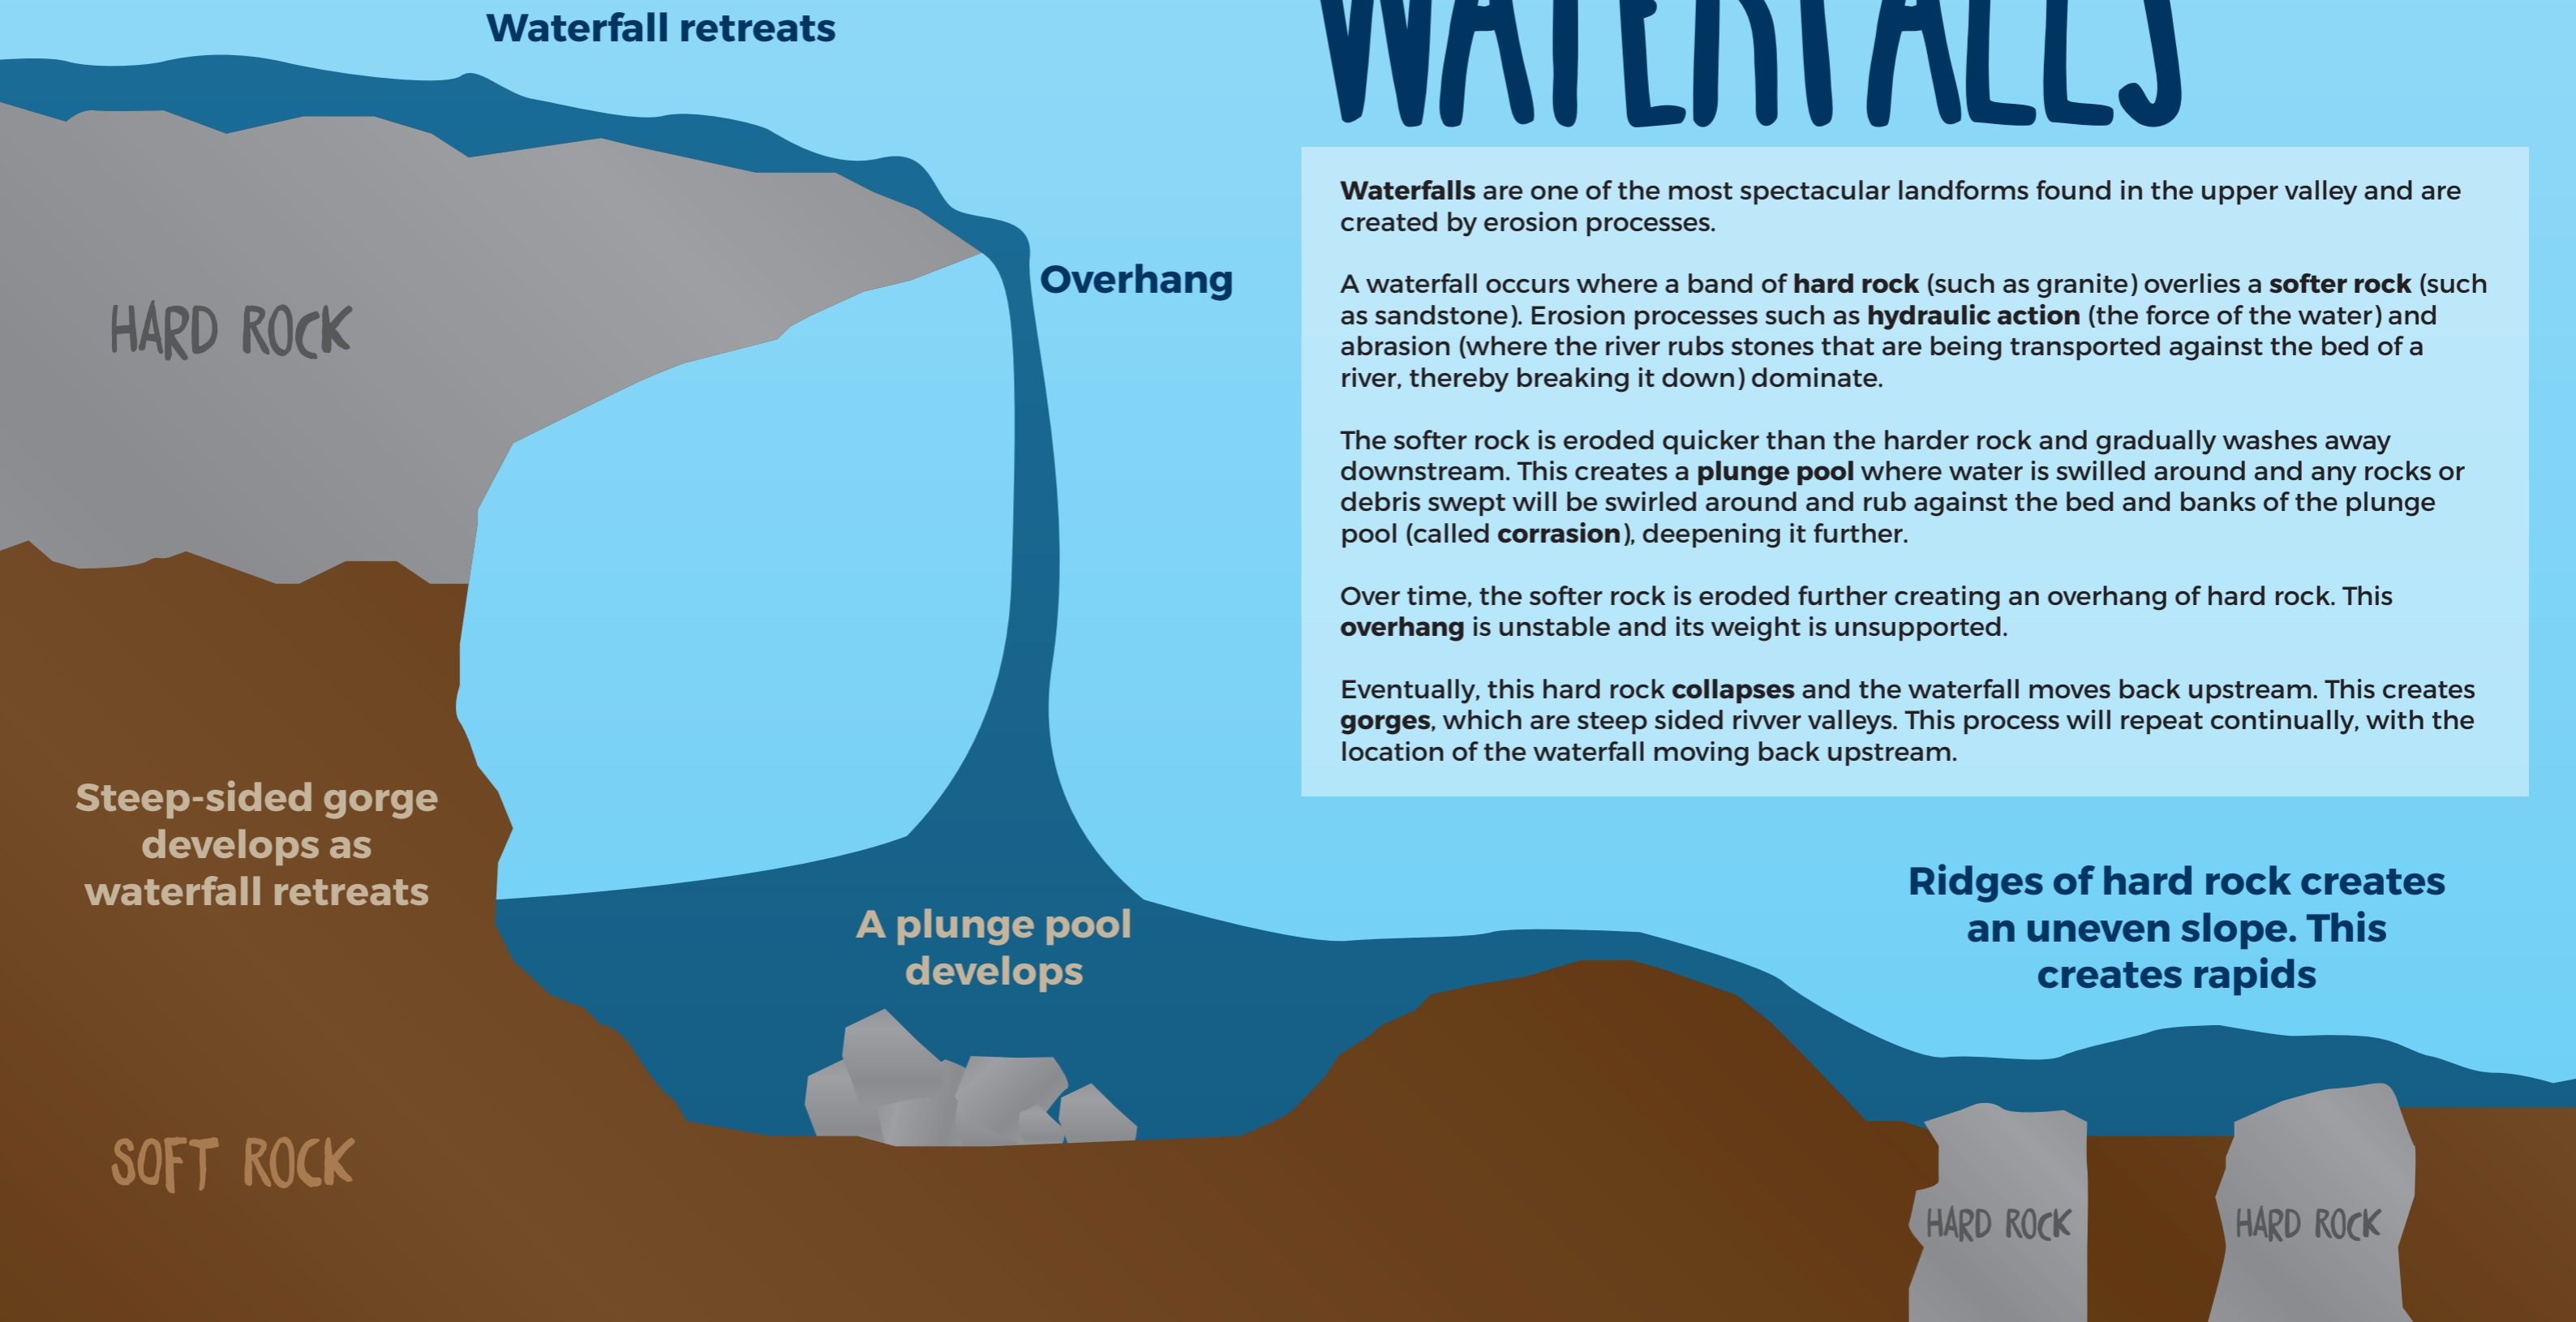 Waterfall retreats
WATERFALLS
Waterfalls are one of the most spectacular landforms found in the upper valley and are
created by erosion processes.
A waterfall occurs where a band of hard rock (such as granite) overlies a softer rock (such
as sandstone). Erosion processes such as hydraulic action (the force of the water) and
abrasion (where the river rubs stones that are being transported against the bed of a
river, thereby breaking it down) dominate.
The softer rock is eroded quicker than the harder rock and gradually washes away
downstream. This creates a plunge pool where water is swilled around and any rocks or
debris swept will be swirled around and rub against the bed and banks of the plunge
pool (called corrasion), deepening it further.
Over time, the softer rock is eroded further creating an overhang of hard rock. This
overhang is unstable and its weight is unsupported.
Eventually, this hard rock collapses and the waterfall moves back upstream. This creates
gorges, which are steep sided rivver valleys. This process will repeat continually, with the
location of the waterfall moving back upstream.
Overhang
HARD ROCK
Steep-sided gorge
develops as
waterfall retreats
A plunge pool
develops
Ridges of hard rock creates
an uneven slope. This
creates rapids
SOFT ROCK
HARD ROCK
HARD ROCK